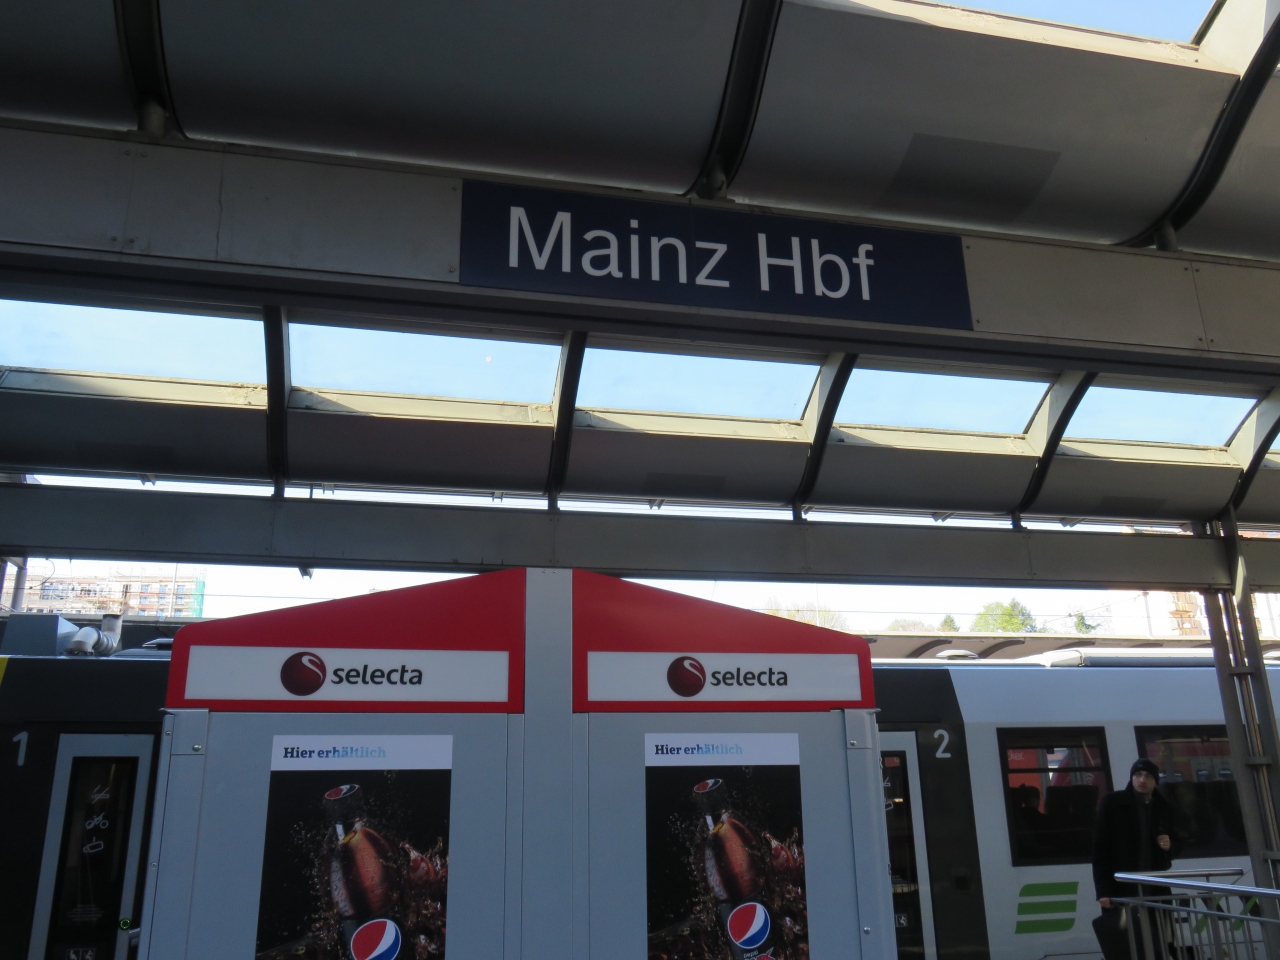 Mainz Hbf
selecta
selecta
Hier erhältlich
Hier erhältlich
1
2